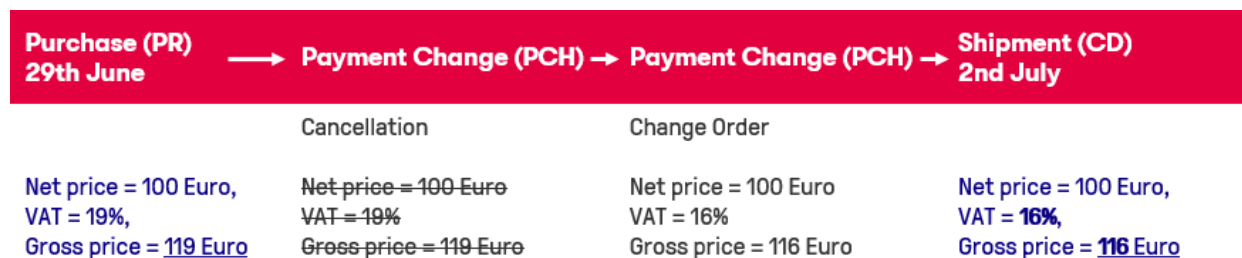 Purchase (PR)
29th June
Payment Change (PCH)
Payment Change (PCH)
Shipment (CD)
2nd July
Cancellation
Change Order
Net price = 100 Euro,
VAT = 19%,
Gross price = 119 Euro
Net price = 100 Euro
VAT = 19%
Gross price = 119 Euro
Net price = 100 Euro
VAT = 16%
Gross price = 116 Euro
Net price = 100 Euro,
VAT = 16%,
Gross price = 116 Euro